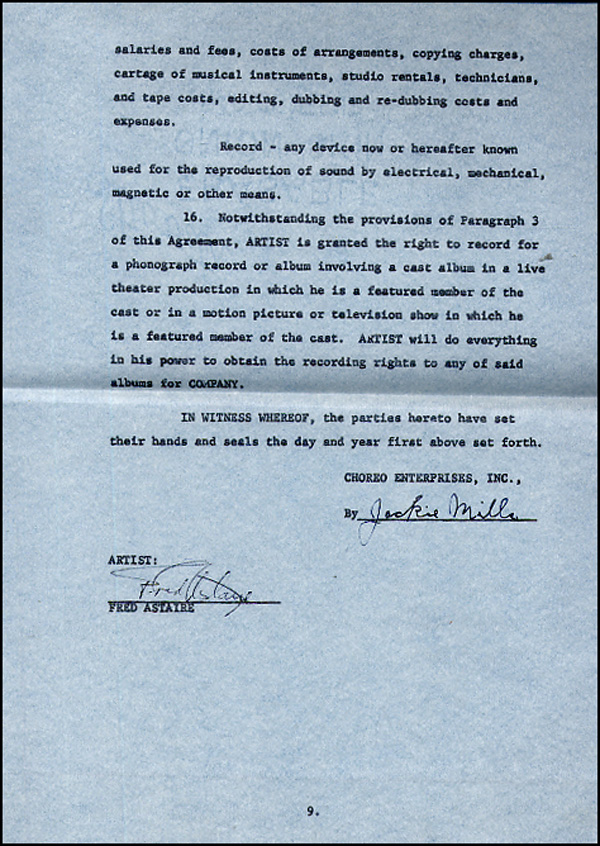 salaries and fees, costs of arrangements, copying charges,
cartage of musical instruments, studio rentals, technicians,
and tape costs, editing, dubbing and re-dubbing costs and
expenses.
Record - any device now or hereafter known
used for the reproduction of sound by electrical, mechanical,
magnetic or other means.
16. Notwithstanding the provisions of Paragraph 3
of this Agreement, ARTIST is granted the right to record for
a phonograph record or album involving a cast album in a live
theater production in which he is a featured member of the
cast or in a motion picture or television show in which he
is a featured member of the cast. ARTIST will do everything
in his power to obtain the recording rights to any of said
albums for COMPANY.
IN WITNESS WHEREOF, the parties hereto have set
their hands and seals the day and year first above set forth.
CHOREO ENTERPRISES, INC.,
By Jackie Mills
ARTIST:
Fred Astaire
FRED ASTAIRE
9.